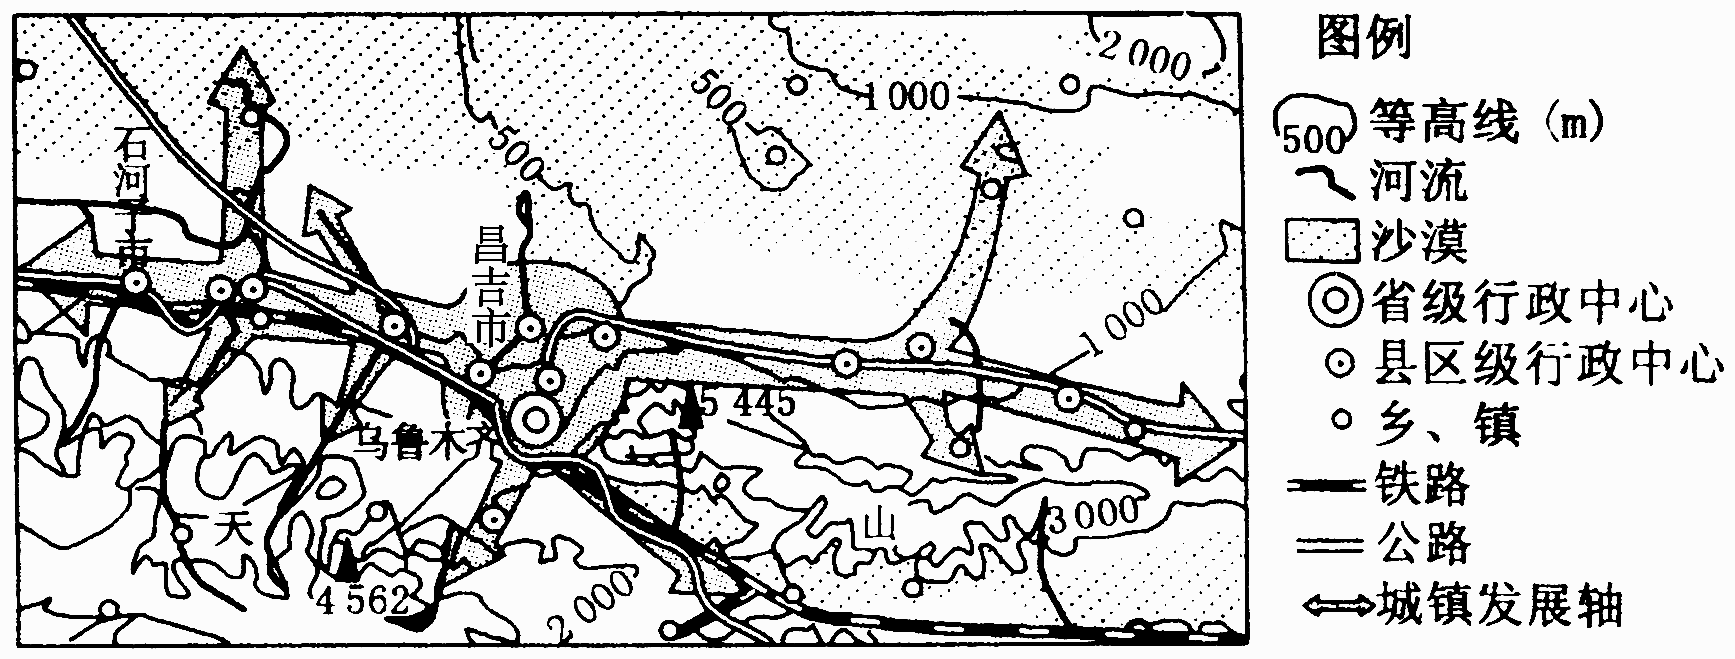 2 000
1 000
500
500
石河子市
昌吉市
1 000
5 445
乌鲁木齐
天
山
3 000
4 562
2 000
图例
500 等高线 (m)
河流
沙漠
省级行政中心
县区级行政中心
乡、镇
铁路
公路
城镇发展轴